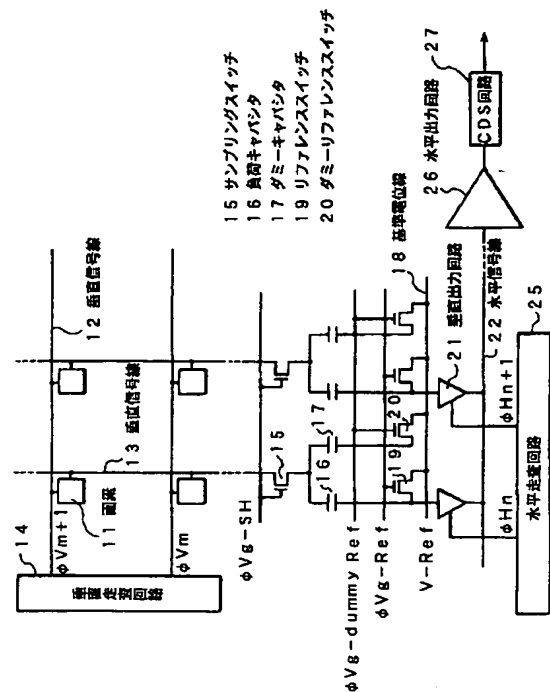 14
垂直走査回路
φVm+1
φVm
11 画素
12 垂直信号線
13 垂直信号線
φVg-SH
15
16
17
φVg-dummy Ref
φVg-Ref
V-Ref
19
20
18 基準電位線
21 垂直出力回路
22 水平信号線
φHn
φHn+1
25
水平走査回路
26 水平出力回路
27
CDS回路
15 サンプリングスイッチ
16 負荷キャパシタ
17 ダミーキャパシタ
19 リファレンススイッチ
20 ダミーリファレンススイッチ